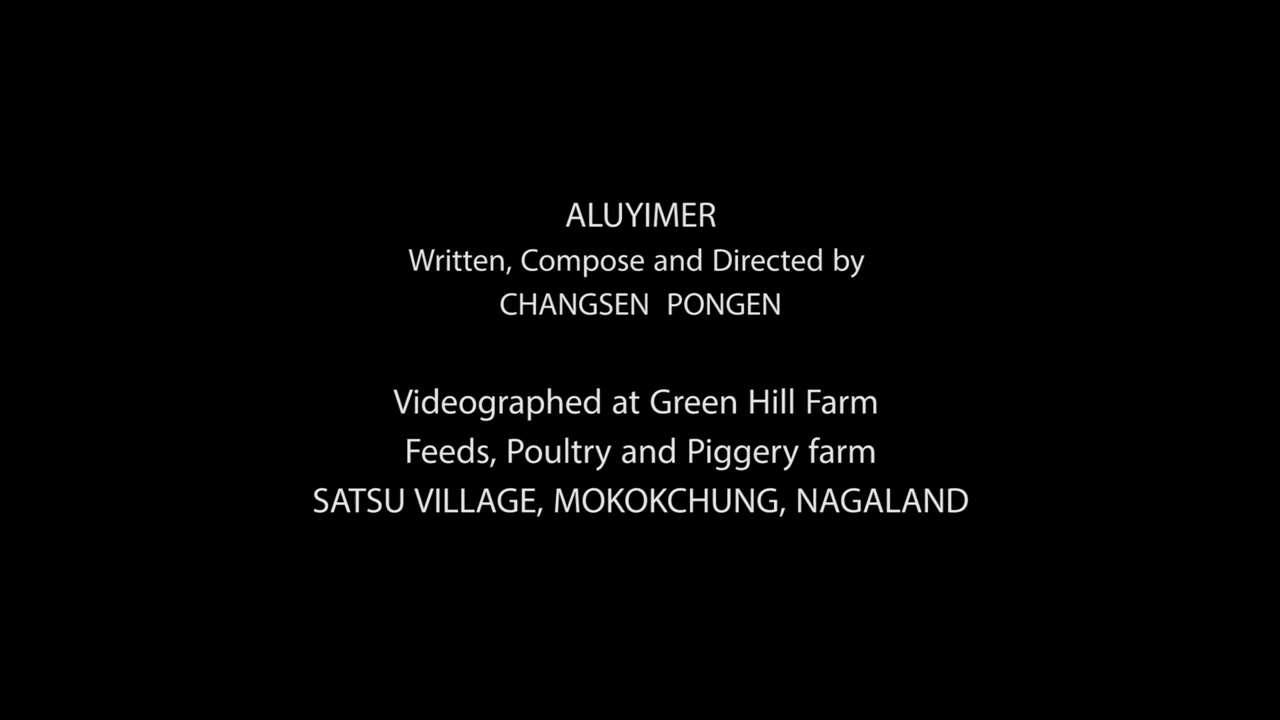 ALUYIMER
Written, Compose and Directed by
CHANGSEN PONGEN
Videographed at Green Hill Farm
Feeds, Poultry and Piggery farm
SATSU VILLAGE, MOKOKCHUNG, NAGALAND